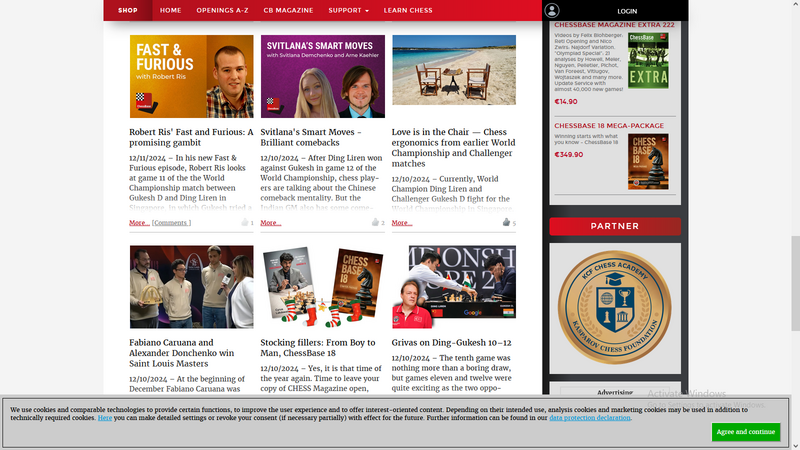 SHOP HOME OPENINGS A-Z CB MAGAZINE SUPPORT LEARN CHESS LOGIN
FAST &
FURIOUS
with Robert Ris
Robert Ris' Fast and Furious: A
promising gambit
12/11/2024 – In his new Fast &
Furious episode, Robert Ris looks
at game 11 of the the World
Championship match between
Gukesh D and Ding Liren in
Singapore, in which Gukesh tried a
More... [Comments ] 1
SVITLANA'S SMART MOVES
with Svitlana Demchenko and Arne Kaehler
Svitlana's Smart Moves -
Brilliant comebacks
12/10/2024 – After Ding Liren won
against Gukesh in game 12 of the
World Championship, chess play-
ers are talking about the Chinese
comeback mentality. But the
Indian GM also has some come-
More... 2
Love is in the Chair — Chess
ergonomics from earlier World
Championship and Challenger
matches
12/10/2024 – Currently, World
Champion Ding Liren and
Challenger Gukesh D fight for the
World Championship in Singapore
More... 5
Fabiano Caruana and
Alexander Donchenko win
Saint Louis Masters
12/10/2024 – At the beginning of
December Fabiano Caruana was
CHESS
BASE
18
Stocking fillers: From Boy to
Man, ChessBase 18
12/10/2024 – Yes, it is that time of
the year again. Time to leave your
copy of CHESS Magazine open,
Google
Grivas on Ding-Gukesh 10–12
12/10/2024 – The tenth game was
nothing more than a boring draw,
but games eleven and twelve were
quite exciting as the two oppo-
CHESSBASE MAGAZINE EXTRA 222
Videos by Felix Blohberger:
Reti Opening and Nico
Zwirs: Najdorf Variation.
"Olympiad Special": 21
analyses by Howell, Meier,
Nguyen, Pelletier, Pichot,
Van Foreest, Vitiugov,
Wojtaszek and many more.
Update Service with
almost 40,000 new games!
€14.90
EXTRA
CHESSBASE 18 MEGA-PACKAGE
Winning starts with what
you know - ChessBase 18
€349.90
CHESS
BASE
18
PARTNER
KCF CHESS ACADEMY
KASPAROV CHESS FOUNDATION
Advertising
Activate Windows
Go to Settings to activate Windows.
We use cookies and comparable technologies to provide certain functions, to improve the user experience and to offer interest-oriented content. Depending on their intended use, analysis cookies and marketing cookies may be used in addition to
technically required cookies. Here you can make detailed settings or revoke your consent (if necessary partially) with effect for the future. Further information can be found in our data protection declaration.
Agree and continue